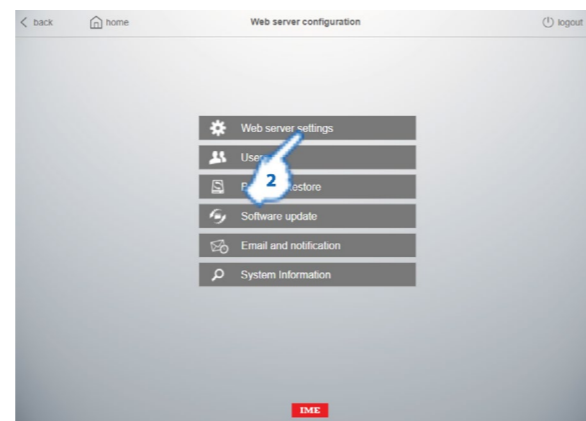 back
home
Web server configuration
logout
Web server settings
2
Software update
Email and notification
System Information
IME